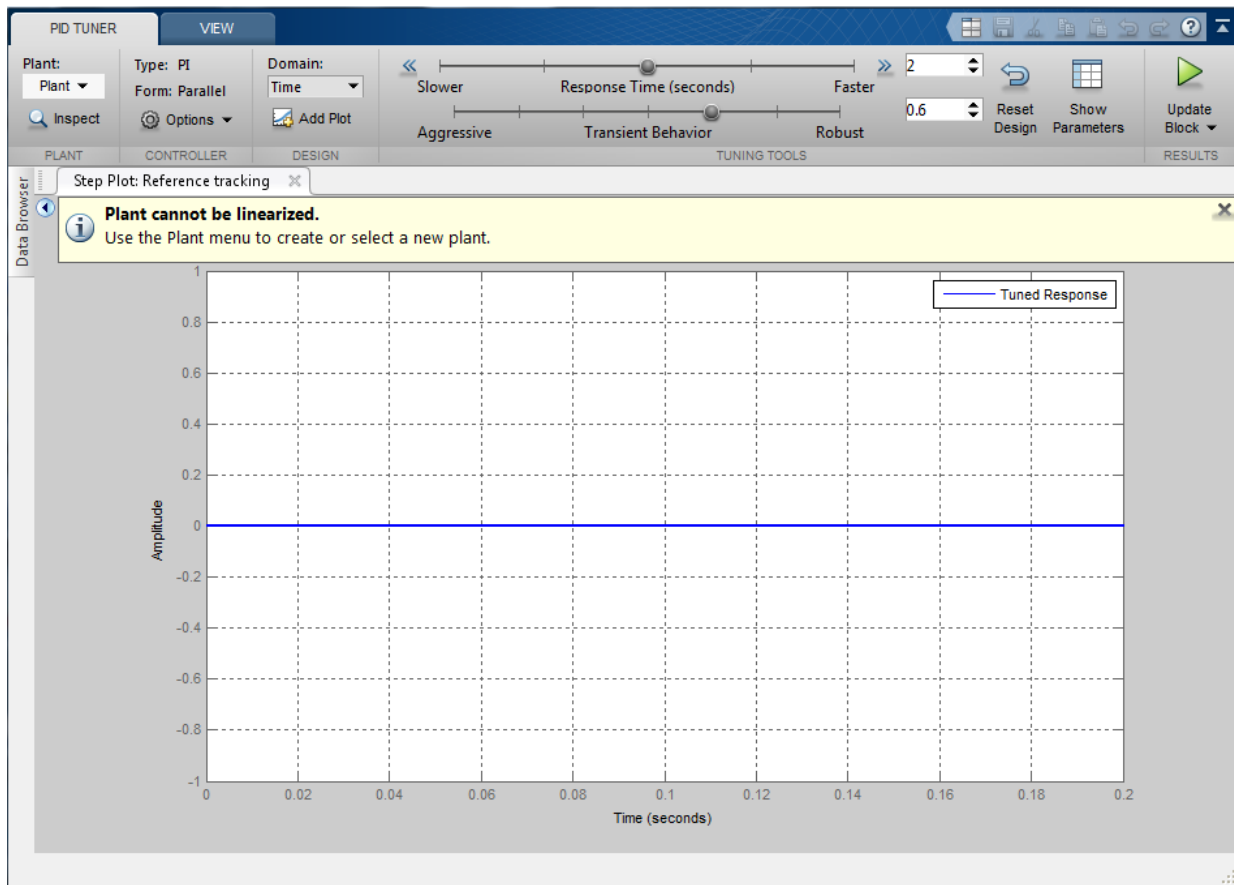 PID TUNER
VIEW
Plant:
Plant
Inspect
PLANT
Type: PI
Form: Parallel
Options
CONTROLLER
Domain:
Time
Add Plot
DESIGN
Slower
Response Time (seconds)
Faster
2
Aggressive
Transient Behavior
Robust
0.6
Reset
Design
Show
Parameters
TUNING TOOLS
Update
Block
RESULTS
Data Browser
Step Plot: Reference tracking
Plant cannot be linearized.
Use the Plant menu to create or select a new plant.
Tuned Response
Amplitude
1
0.8
0.6
0.4
0.2
0
-0.2
-0.4
-0.6
-0.8
-1
0 0.02 0.04 0.06 0.08 0.1 0.12 0.14 0.16 0.18 0.2
Time (seconds)